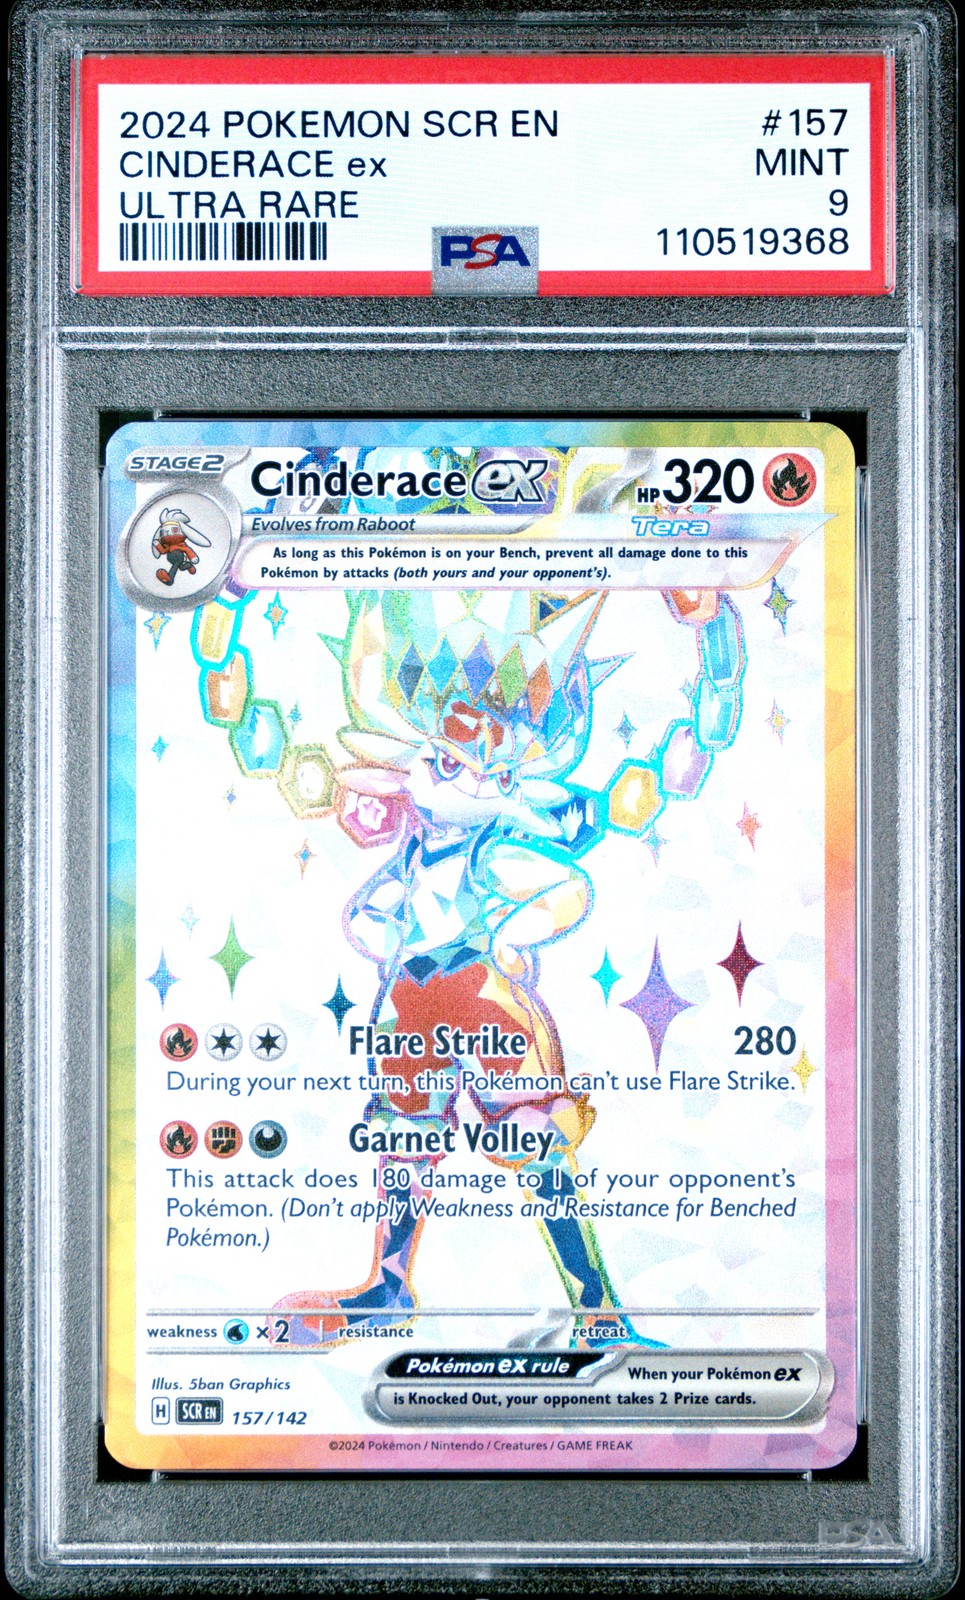 2024 POKEMON SCR EN #157
CINDERACE ex MINT
ULTRA RARE 9
PSA 110519368
STAGE2 Cinderace ex HP320
Evolves from Raboot Tera
As long as this Pokémon is on your Bench, prevent all damage done to this
Pokémon by attacks (both yours and your opponent's).
Flare Strike 280
During your next turn, this Pokémon can't use Flare Strike.
Garnet Volley
This attack does 180 damage to 1 of your opponent's
Pokémon. (Don't apply Weakness and Resistance for Benched
Pokémon.)
weakness ×2 resistance retreat
Pokémon ex rule When your Pokémon ex
is Knocked Out, your opponent takes 2 Prize cards.
Illus. 5ban Graphics
H SCR EN 157/142
©2024 Pokémon / Nintendo / Creatures / GAME FREAK
PSA